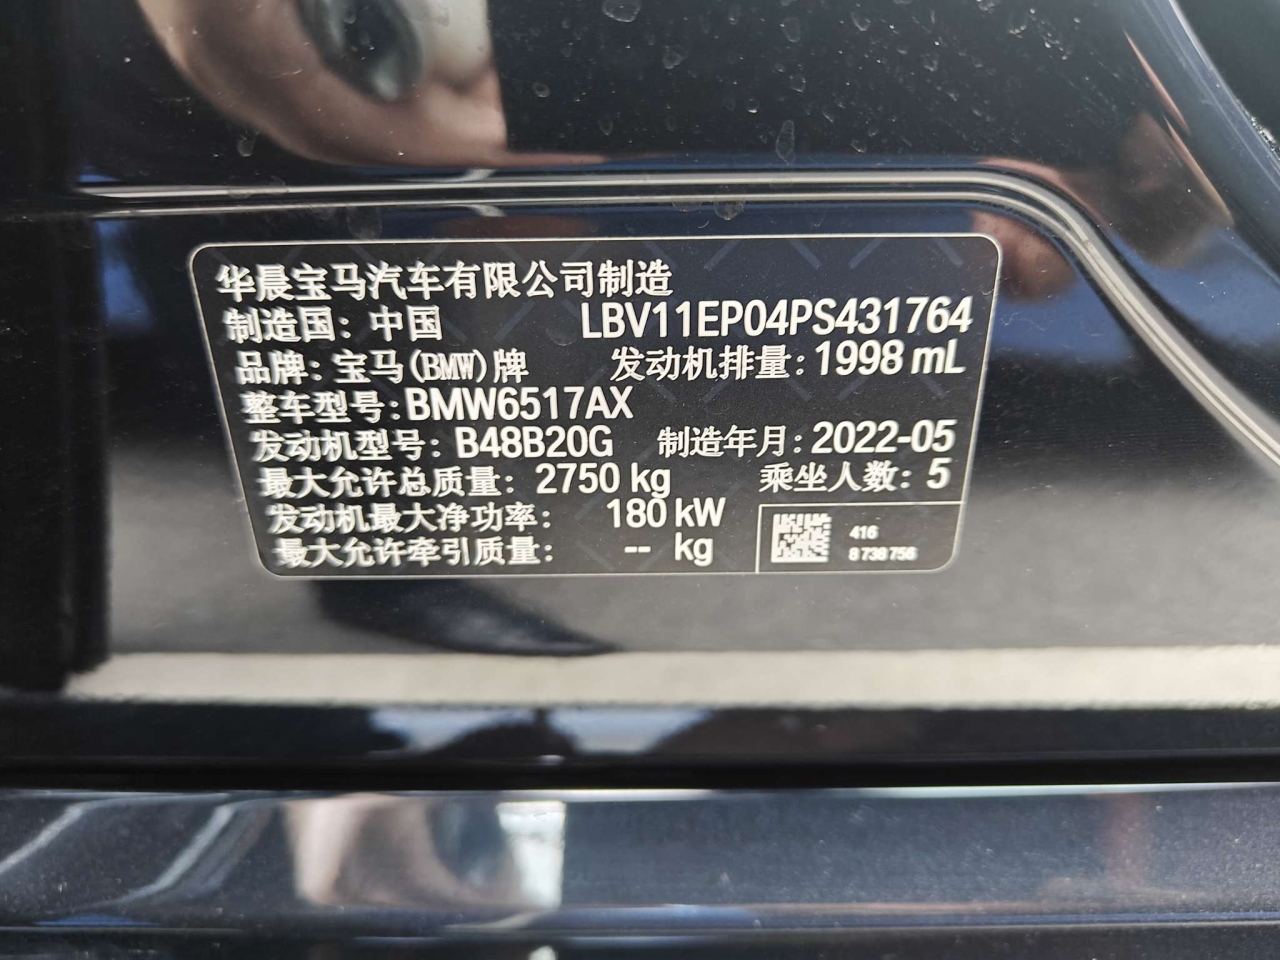 华晨宝马汽车有限公司制造
制造国：中国 LBV11EP04PS431764
品牌：宝马(BMW)牌 发动机排量：1998 mL
整车型号：BMW6517AX
发动机型号：B48B20G 制造年月：2022-05
最大允许总质量：2750 kg 乘坐人数：5
发动机最大净功率：180 kW
最大允许牵引质量：-- kg
416
8 738 756